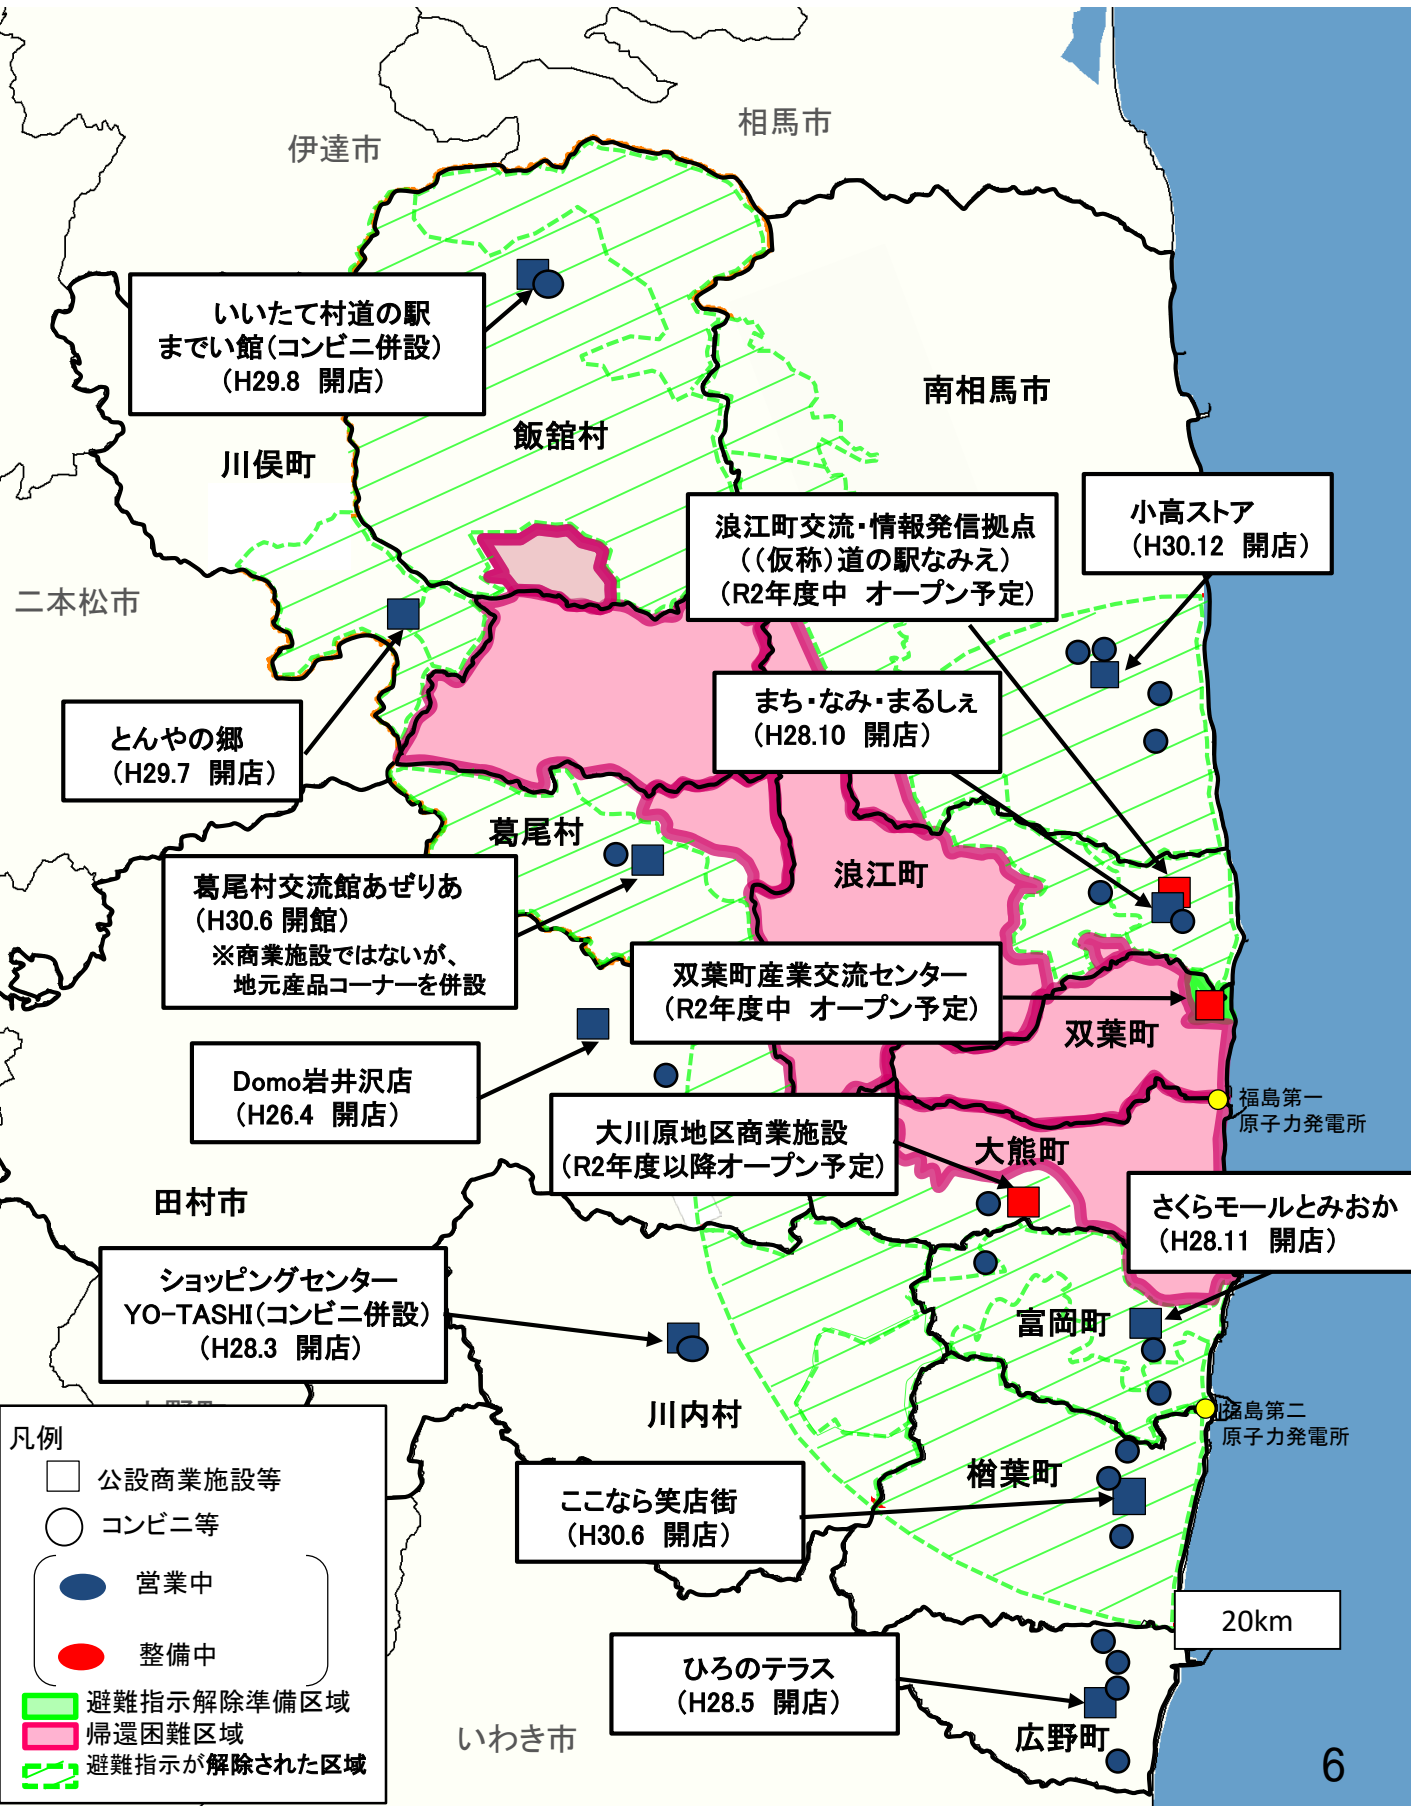 相馬市
伊達市
いいたて村道の駅
までい館(コンビニ併設)
(H29.8 開店)
南相馬市
飯舘村
川俣町
小高ストア
(H30.12 開店)
浪江町交流・情報発信拠点
((仮称)道の駅なみえ)
(R2年度中 オープン予定)
二本松市
まち・なみ・まるしぇ
(H28.10 開店)
とんやの郷
(H29.7 開店)
葛尾村
浪江町
葛尾村交流館あぜりあ
(H30.6 開館)
※商業施設ではないが、
地元産品コーナーを併設
双葉町産業交流センター
(R2年度中 オープン予定)
双葉町
Domo岩井沢店
(H26.4 開店)
福島第一
原子力発電所
大川原地区商業施設
(R2年度以降オープン予定)
大熊町
田村市
さくらモールとみおか
(H28.11 開店)
ショッピングセンター
YO-TASHI(コンビニ併設)
(H28.3 開店)
富岡町
川内村
福島第二
原子力発電所
楢葉町
ここなら笑店街
(H30.6 開店)
凡例
公設商業施設等
コンビニ等
営業中
整備中
避難指示解除準備区域
帰還困難区域
避難指示が解除された区域
20km
ひろのテラス
(H28.5 開店)
広野町
いわき市
6